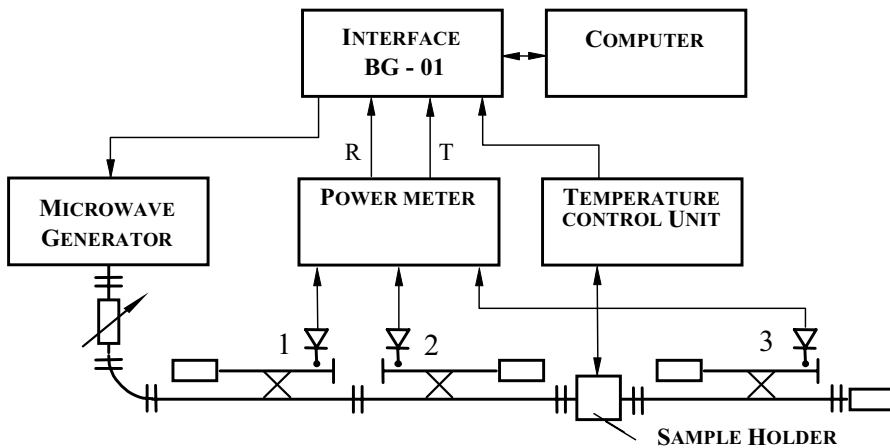 INTERFACE
BG - 01
COMPUTER
R
T
MICROWAVE
GENERATOR
POWER METER
TEMPERATURE
CONTROL UNIT
1
2
3
SAMPLE HOLDER